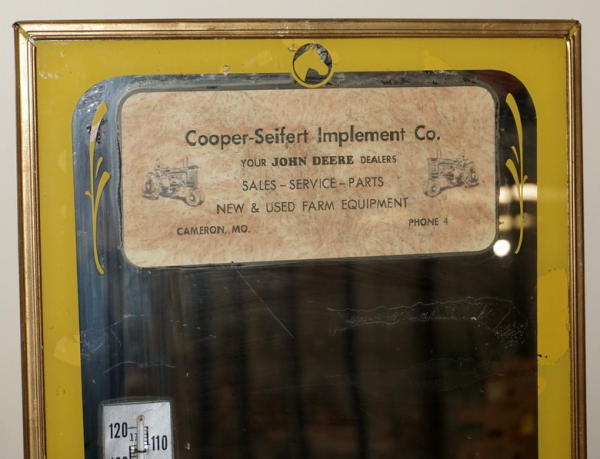 Cooper-Seifert Implement Co.
YOUR JOHN DEERE DEALERS
SALES – SERVICE – PARTS
NEW & USED FARM EQUIPMENT
CAMERON, MO. PHONE 4
120 110